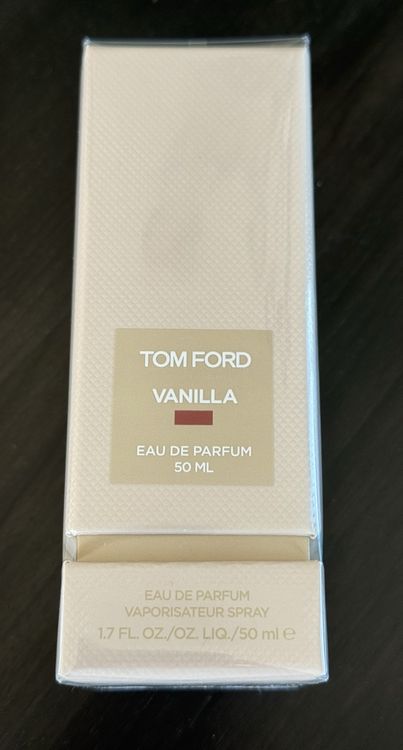 TOM FORD
VANILLA
EAU DE PARFUM
50 ML
EAU DE PARFUM
VAPORISATEUR SPRAY
1.7 FL. OZ./OZ. LIQ./50 ml ℮